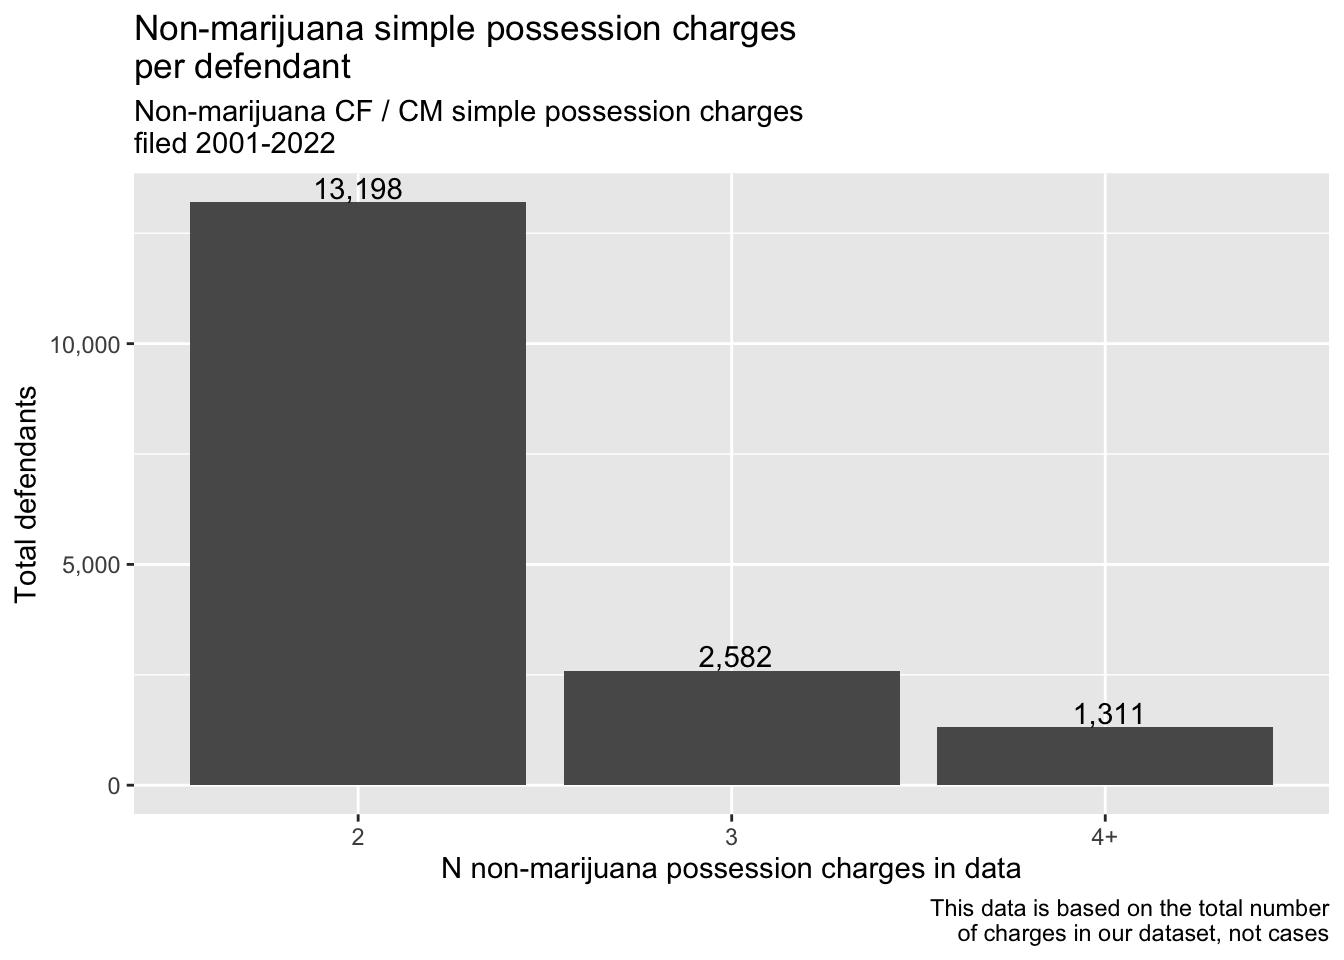 Non-marijuana simple possession charges
per defendant
Non-marijuana CF / CM simple possession charges
filed 2001-2022
13,198
2,582
1,311
10,000
5,000
0
Total defendants
2
3
4+
N non-marijuana possession charges in data
This data is based on the total number
of charges in our dataset, not cases